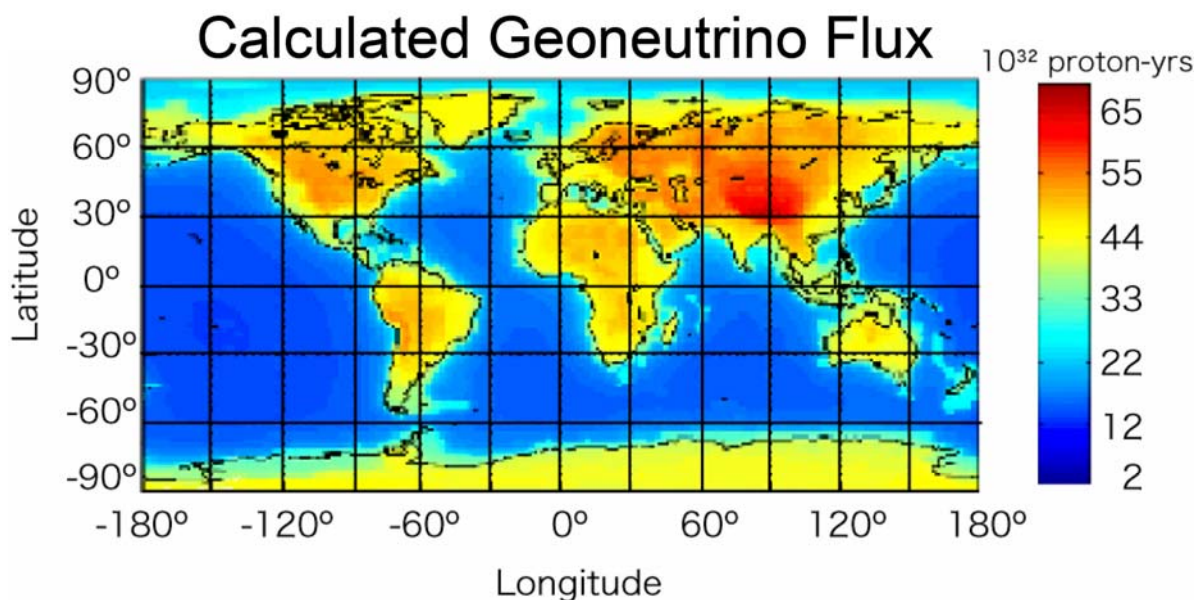 Calculated Geoneutrino Flux
10³² proton-yrs
Latitude
90º
60º
30º
0º
-30º
-60º
-90º
-180º -120º -60º 0º 60º 120º 180º
Longitude
65
55
44
33
22
12
2